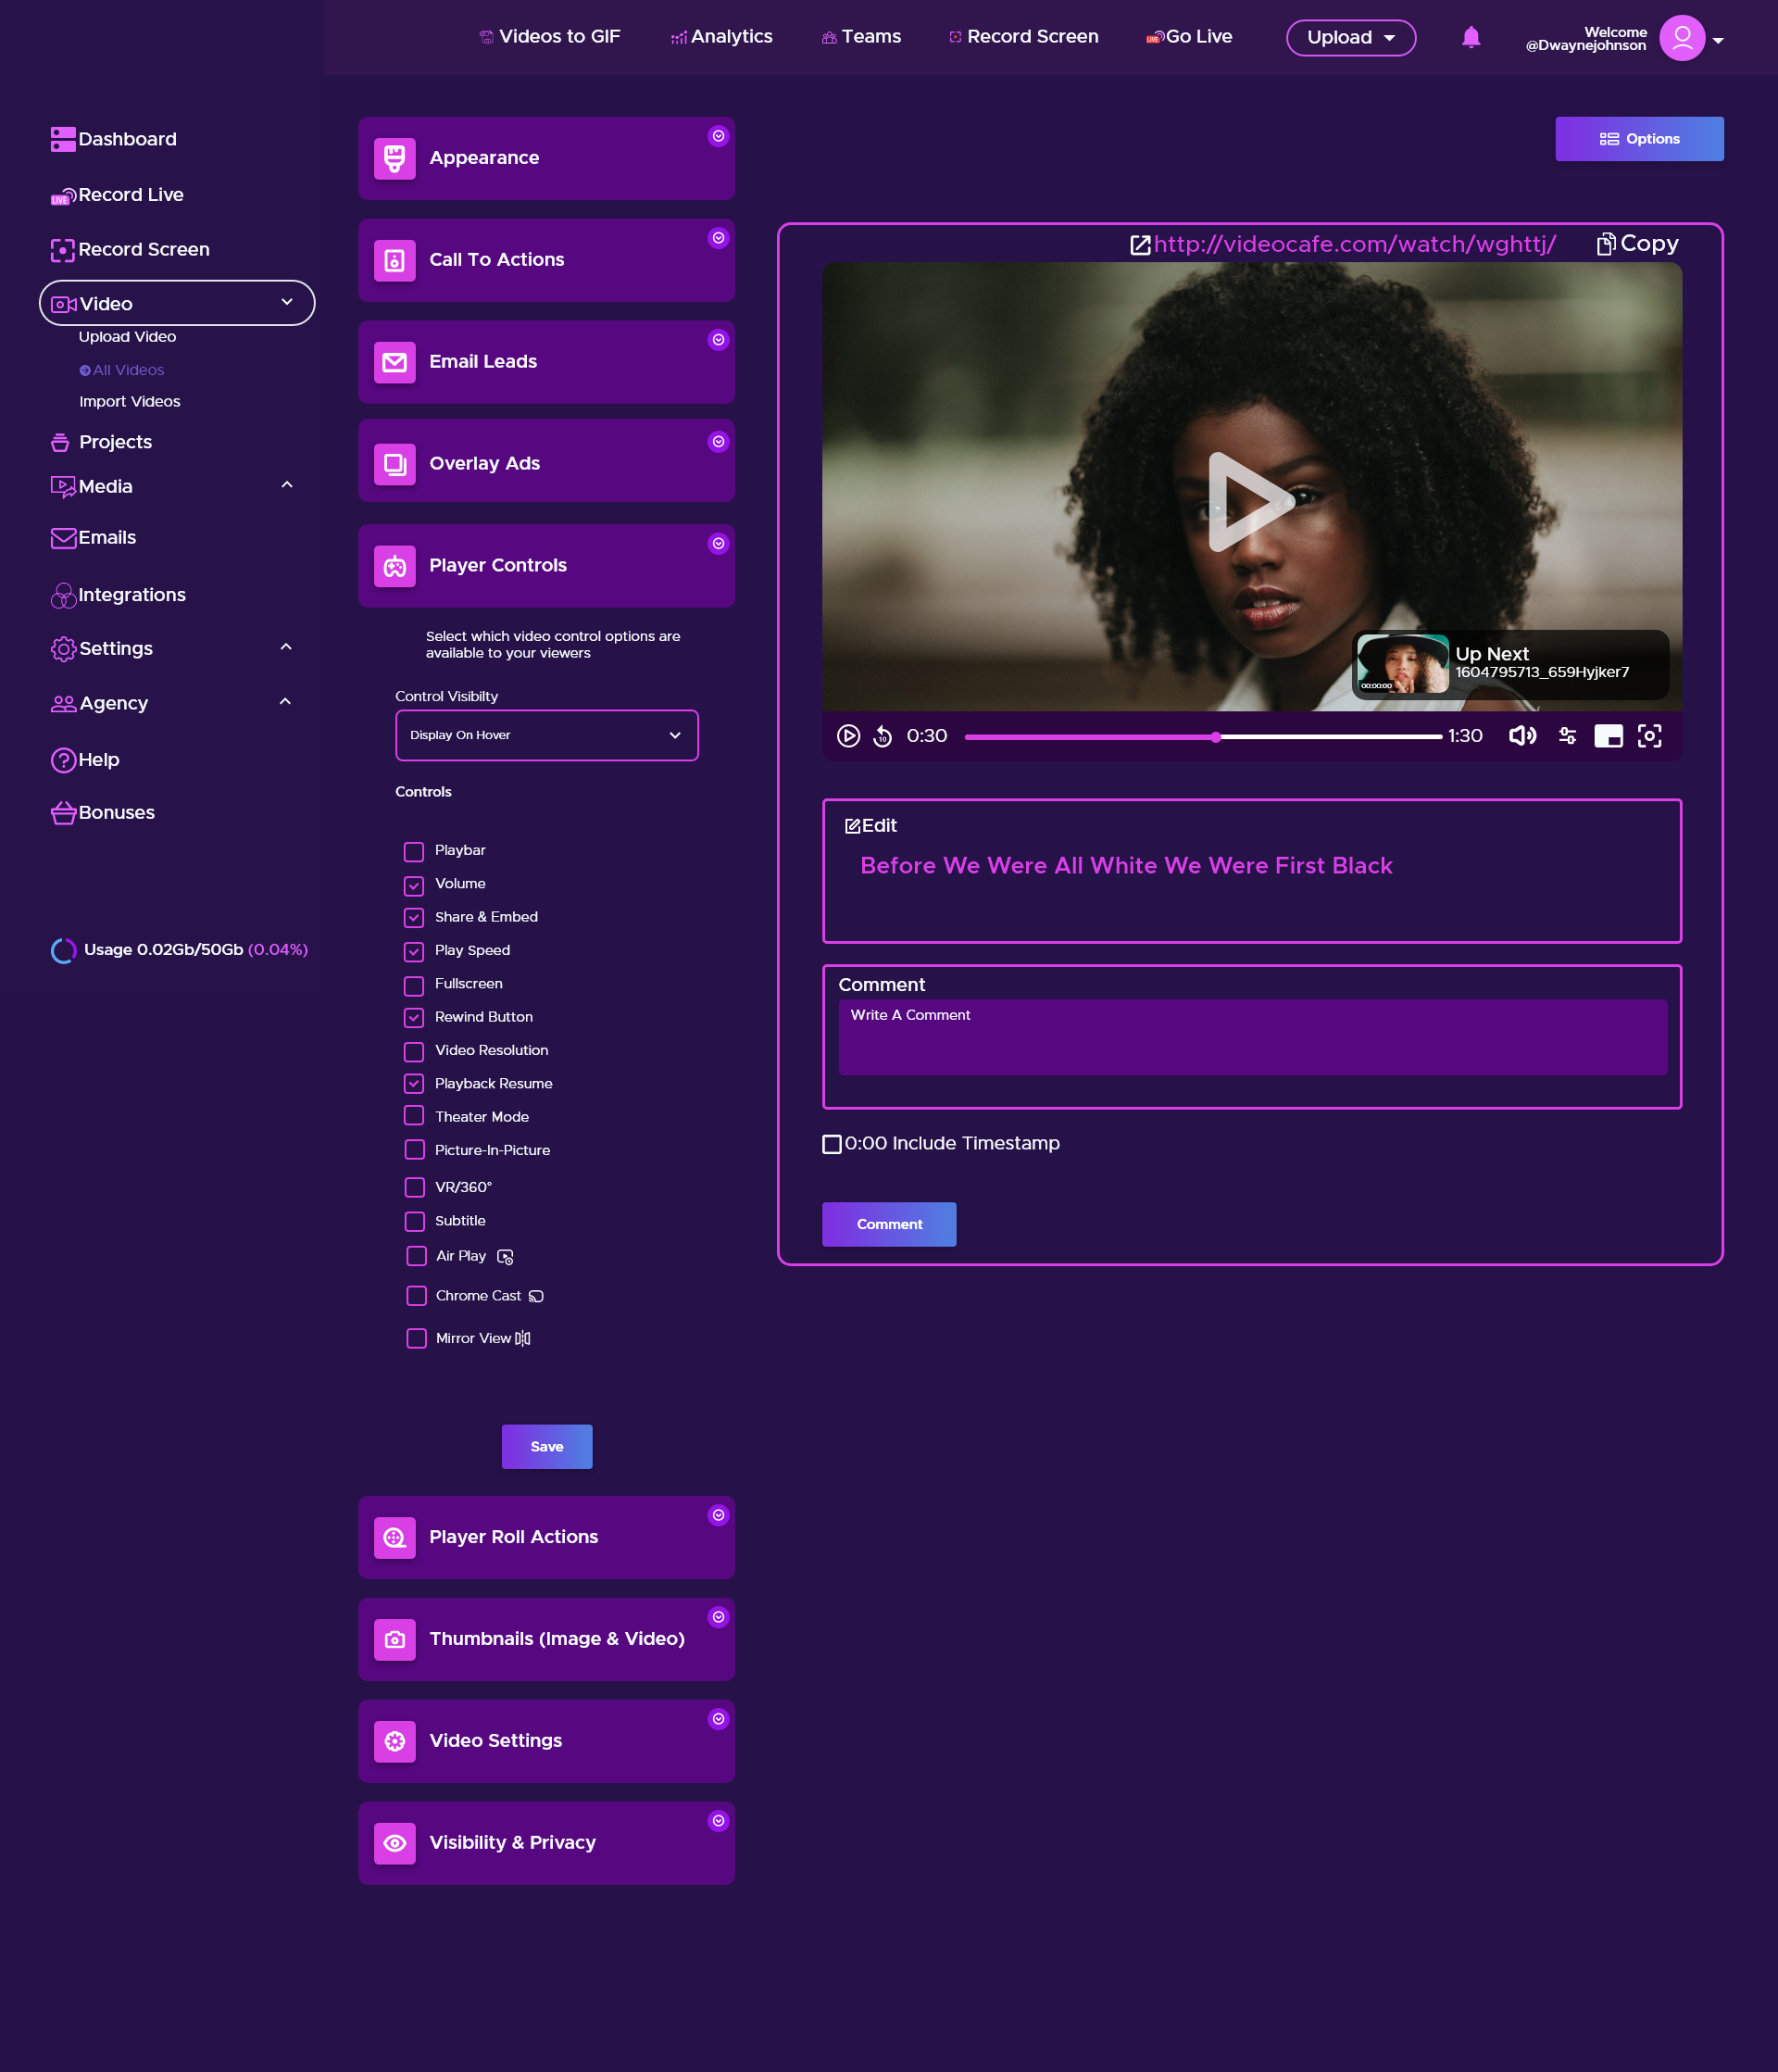 Videos to GIF
Analytics
Teams
Record Screen
LIVE
Go Live
Upload
Welcome
@Dwaynejohnson
Dashboard
LIVE
Record Live
Record Screen
Video
Upload Video
All Videos
Import Videos
Projects
Media
Emails
Integrations
Settings
Agency
Help
Bonuses
Usage 0.02Gb/50Gb (0.04%)
Appearance
Call To Actions
Email Leads
Overlay Ads
Player Controls
Select which video control options are
available to your viewers
Control Visibilty
Display On Hover
Controls
Playbar
Volume
Share & Embed
Play Speed
Fullscreen
Rewind Button
Video Resolution
Playback Resume
Theater Mode
Picture-In-Picture
VR/360°
Subtitle
Air Play
Chrome Cast
Mirror View
Save
Player Roll Actions
Thumbnails (Image & Video)
Video Settings
Visibility & Privacy
Options
http://videocafe.com/watch/wghttj/
Copy
Up Next
1604795713_659Hyjker7
00:00:00
10
0:30
1:30
Edit
Before We Were All White We Were First Black
Comment
Write A Comment
0:00 Include Timestamp
Comment